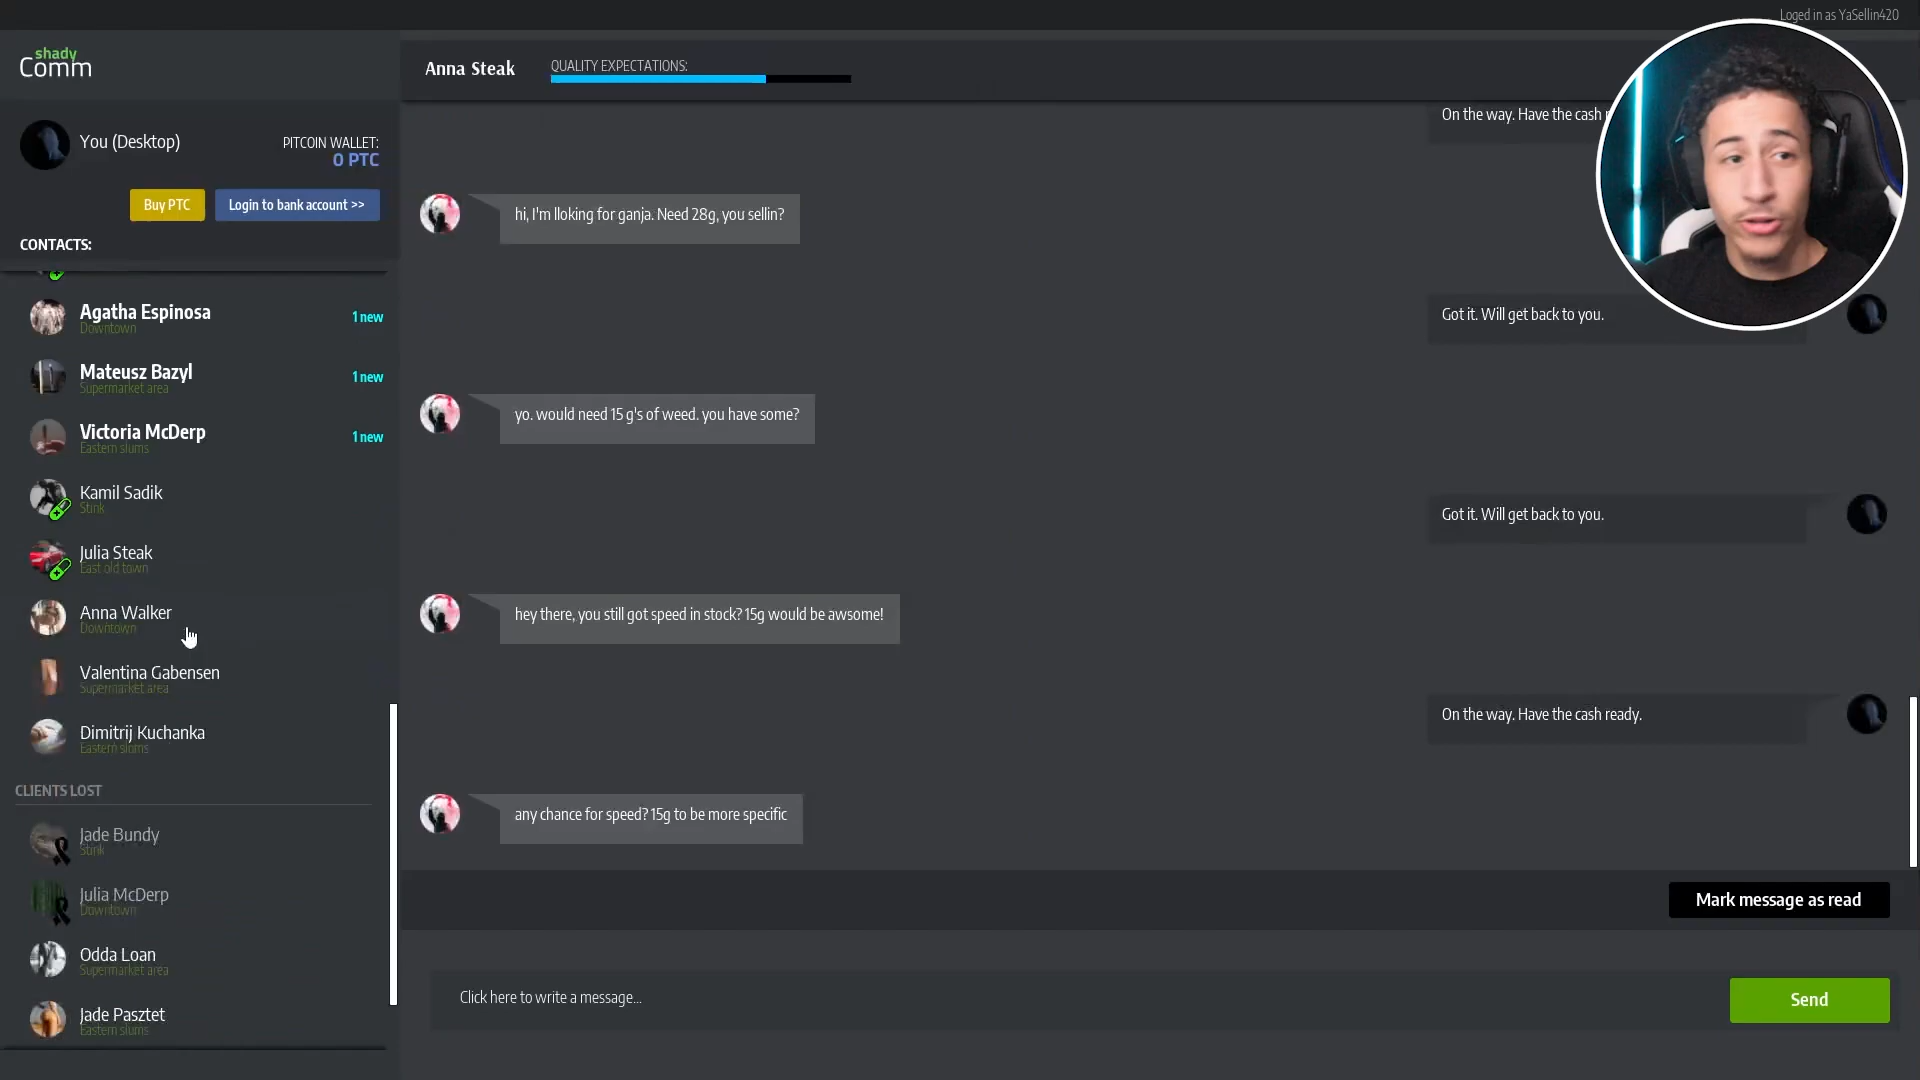 Loged in as YaSellin420
shady
Comm
You (Desktop)
PITCOIN WALLET:
0 PTC
Buy PTC
Login to bank account >>
CONTACTS:
Agatha Espinosa
Downtown
1 new
Mateusz Bazyl
Supermarket area
1 new
Victoria McDerp
Eastern slums
1 new
Kamil Sadik
Stink
Julia Steak
East old town
Anna Walker
Downtown
Valentina Gabensen
Supermarket area
Dimitrij Kuchanka
Eastern slums
CLIENTS LOST
Jade Bundy
Stink
Julia McDerp
Downtown
Odda Loan
Supermarket area
Jade Pasztet
Eastern slums
Anna Steak
QUALITY EXPECTATIONS:
On the way. Have the cash
hi, I'm lloking for ganja. Need 28g, you sellin?
Got it. Will get back to you.
yo. would need 15 g's of weed. you have some?
Got it. Will get back to you.
hey there, you still got speed in stock? 15g would be awsome!
On the way. Have the cash ready.
any chance for speed? 15g to be more specific
Mark message as read
Click here to write a message...
Send